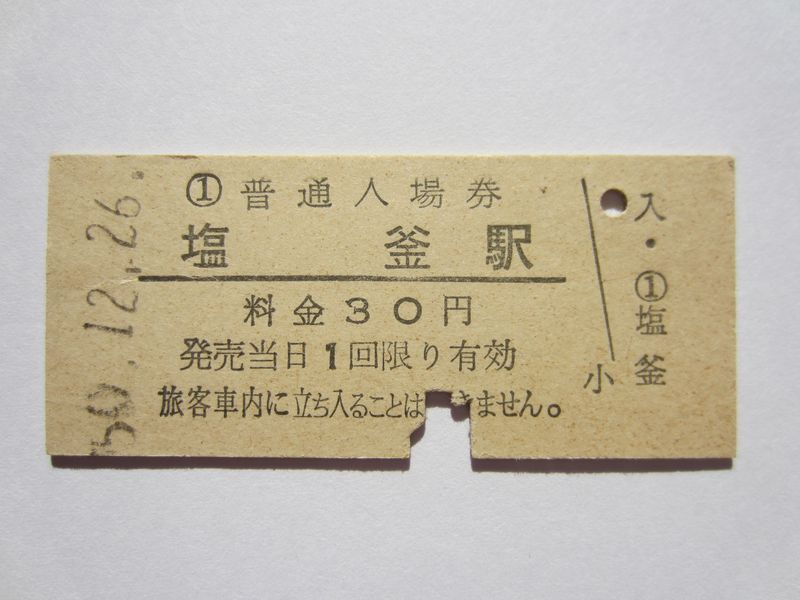 50.12.26.
①普通入場券
塩釜駅
料金30円
発売当日1回限り有効
旅客車内に立ち入ることは きません。
入・①塩釜
小